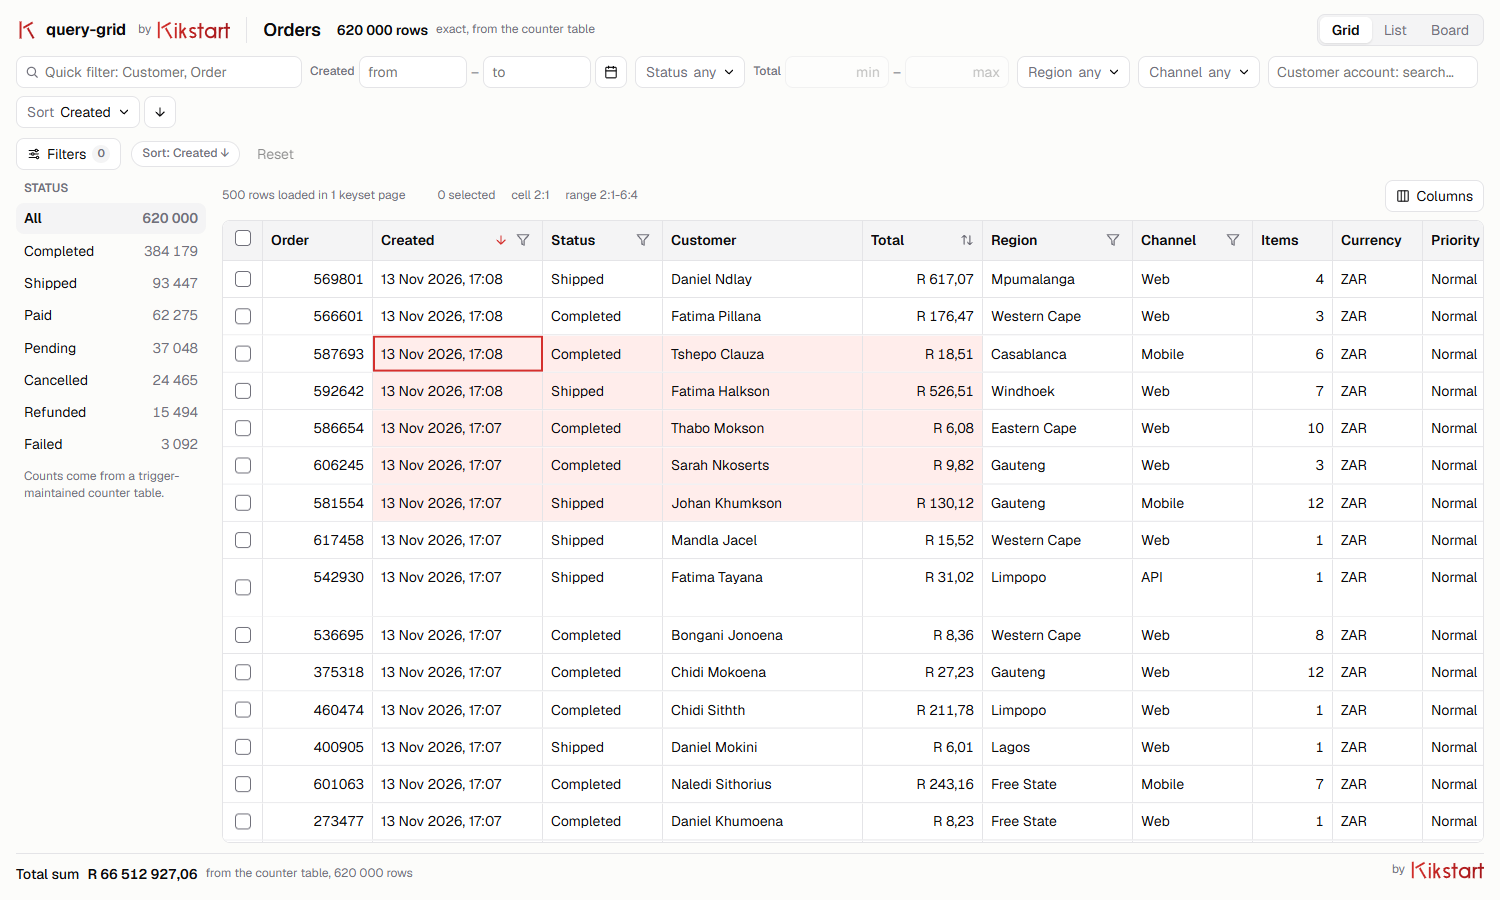 query-grid by Kikstart Orders 620 000 rows exact, from the counter table Grid List Board
Quick filter: Customer, Order Created from – to Status any Total min – max Region any Channel any Customer account: search...
Sort Created
Filters 0 Sort: Created Reset
STATUS
All 620 000
Completed 384 179
Shipped 93 447
Paid 62 275
Pending 37 048
Cancelled 24 465
Refunded 15 494
Failed 3 092
Counts come from a trigger-
maintained counter table.
500 rows loaded in 1 keyset page 0 selected cell 2:1 range 2:1-6:4 Columns
Order Created Status Customer Total Region Channel Items Currency Priority
569801 13 Nov 2026, 17:08 Shipped Daniel Ndlay R 617,07 Mpumalanga Web 4 ZAR Normal
566601 13 Nov 2026, 17:08 Completed Fatima Pillana R 176,47 Western Cape Web 3 ZAR Normal
587693 13 Nov 2026, 17:08 Completed Tshepo Clauza R 18,51 Casablanca Mobile 6 ZAR Normal
592642 13 Nov 2026, 17:08 Shipped Fatima Halkson R 526,51 Windhoek Web 7 ZAR Normal
586654 13 Nov 2026, 17:07 Completed Thabo Mokson R 6,08 Eastern Cape Web 10 ZAR Normal
606245 13 Nov 2026, 17:07 Completed Sarah Nkoserts R 9,82 Gauteng Web 3 ZAR Normal
581554 13 Nov 2026, 17:07 Shipped Johan Khumkson R 130,12 Gauteng Mobile 12 ZAR Normal
617458 13 Nov 2026, 17:07 Shipped Mandla Jacel R 15,52 Western Cape Web 1 ZAR Normal
542930 13 Nov 2026, 17:07 Shipped Fatima Tayana R 31,02 Limpopo API 1 ZAR Normal
536695 13 Nov 2026, 17:07 Completed Bongani Jonoena R 8,36 Western Cape Web 8 ZAR Normal
375318 13 Nov 2026, 17:07 Completed Chidi Mokoena R 27,23 Gauteng Web 12 ZAR Normal
460474 13 Nov 2026, 17:07 Completed Chidi Sithth R 211,78 Limpopo Web 1 ZAR Normal
400905 13 Nov 2026, 17:07 Shipped Daniel Mokini R 6,01 Lagos Web 1 ZAR Normal
601063 13 Nov 2026, 17:07 Completed Naledi Sithorius R 243,16 Free State Mobile 7 ZAR Normal
273477 13 Nov 2026, 17:07 Completed Daniel Khumoena R 8,23 Free State Web 1 ZAR Normal
Total sum R 66 512 927,06 from the counter table, 620 000 rows by Kikstart